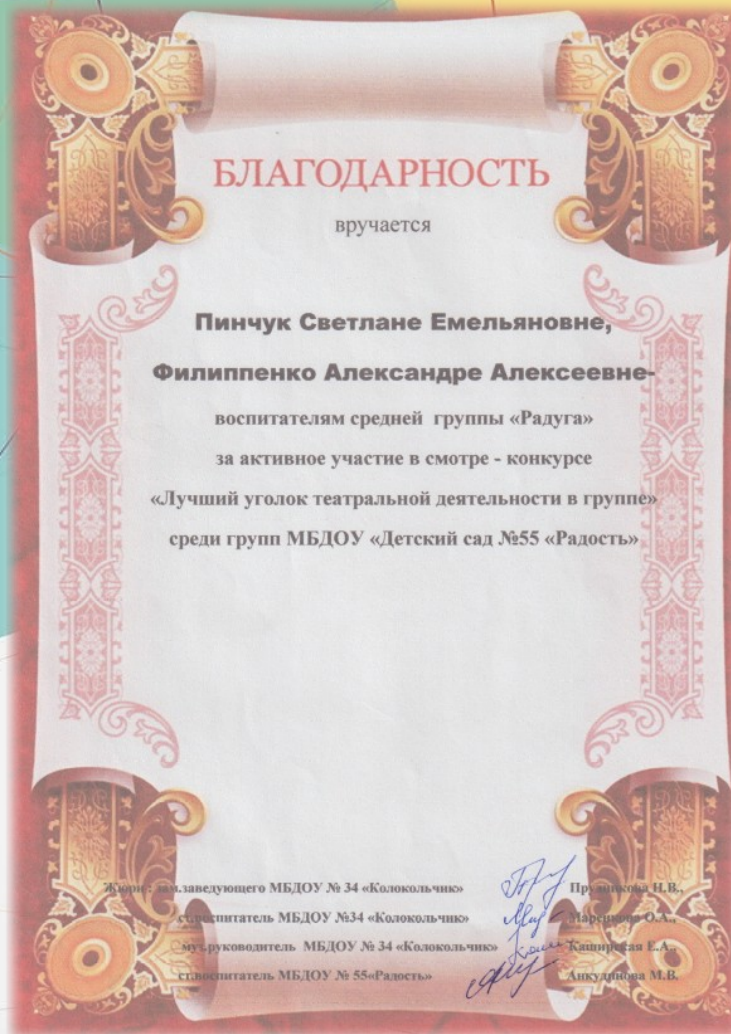 БЛАГОДАРНОСТЬ
вручается
Пинчук Светлане Емельяновне,
Филиппенко Александре Алексеевне-
воспитателям средней группы «Радуга»
за активное участие в смотре - конкурсе
«Лучший уголок театральной деятельности в группе»
среди групп МБДОУ «Детский сад №55 «Радость»
Жюри : зам.заведующего МБДОУ № 34 «Колокольчик» Прудникова Н.В.,
ст.воспитатель МБДОУ №34 «Колокольчик» О.А.,
муз.руководитель МБДОУ № 34 «Колокольчик» Каширская Е.А.,
ст.воспитатель МБДОУ № 55«Радость» Анкудинова М.В.